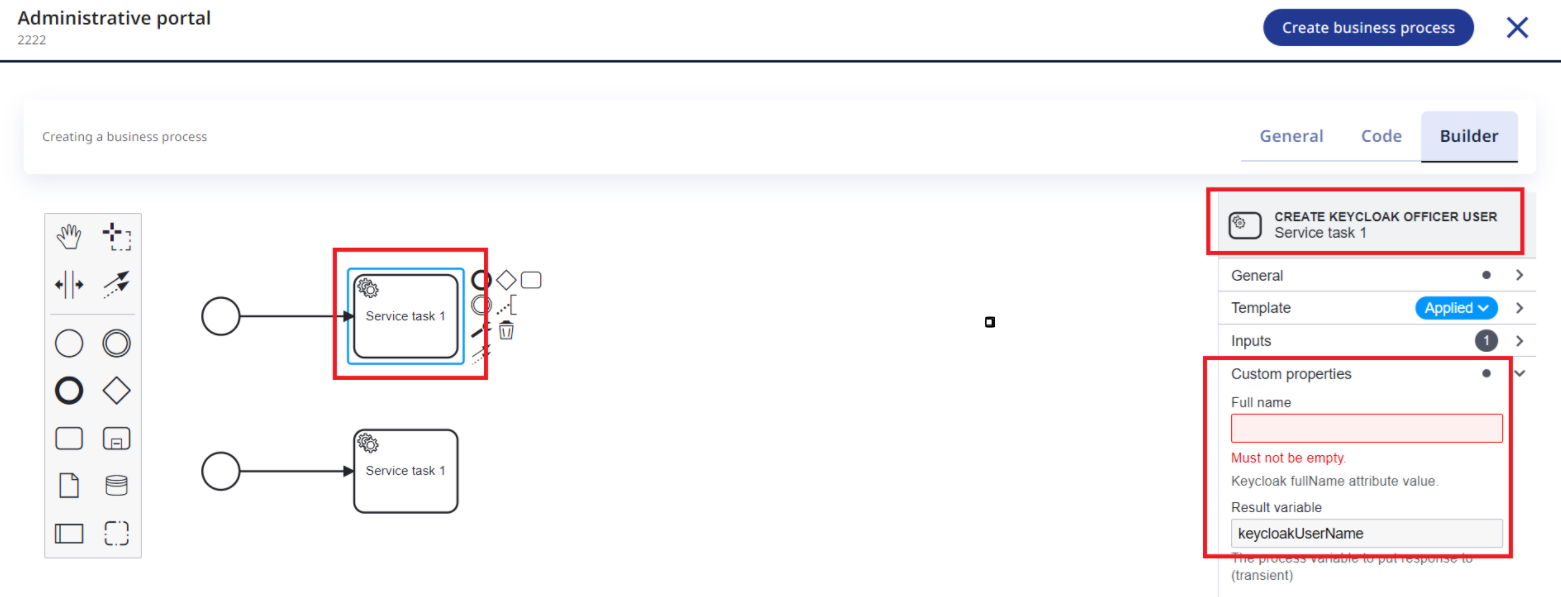 Administrative portal
2222
Create business process
Creating a business process
General
Code
Builder
CREATE KEYCLOAK OFFICER USER
Service task 1
Service task 1
General
Template
Applied
Inputs
1
Custom properties
Full name
Must not be empty.
Keycloak fullName attribute value.
Service task 1
Result variable
keycloakUserName
The process variable to put response to
(transient)